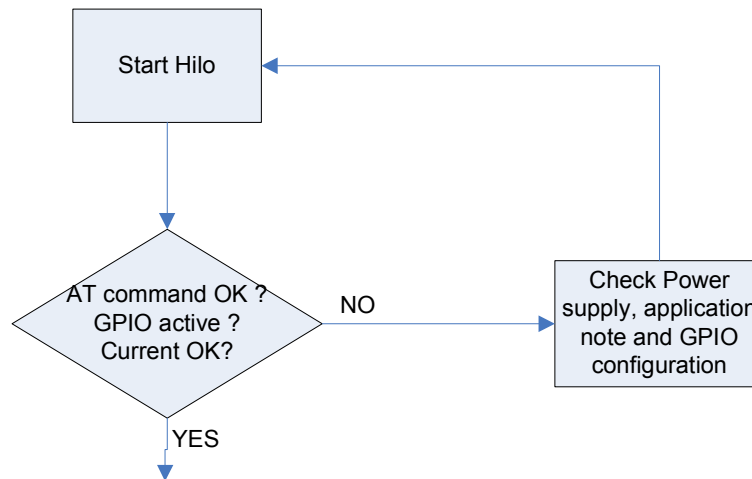 Start Hilo
AT command OK ?
GPIO active ?
Current OK?
NO
Check Power
supply, application
note and GPIO
configuration
YES